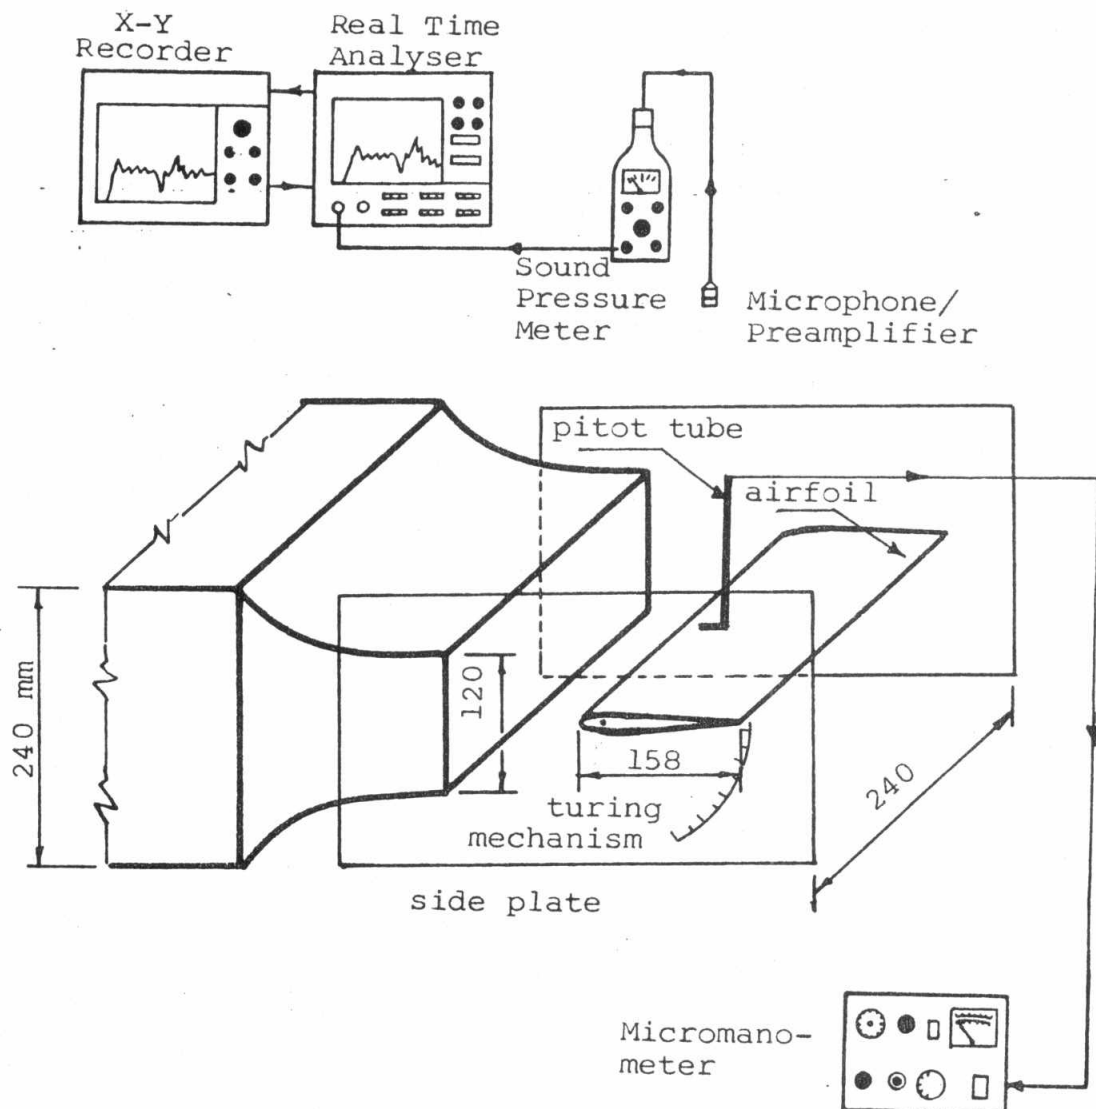 X-Y
Recorder
Real Time
Analyser
Sound
Pressure
Meter
Microphone/
Preamplifier
pitot tube
airfoil
240 mm
120
158
turing
mechanism
240
side plate
Micromano-
meter